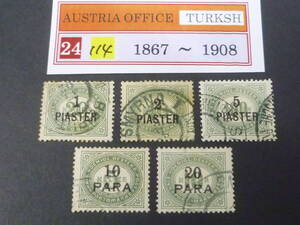 AUSTRIA OFFICE TURKSH
24 114 1867 ~ 1908
1
PIASTER
2
PIASTER
5
PIASTER
10
PARA
20
PARA